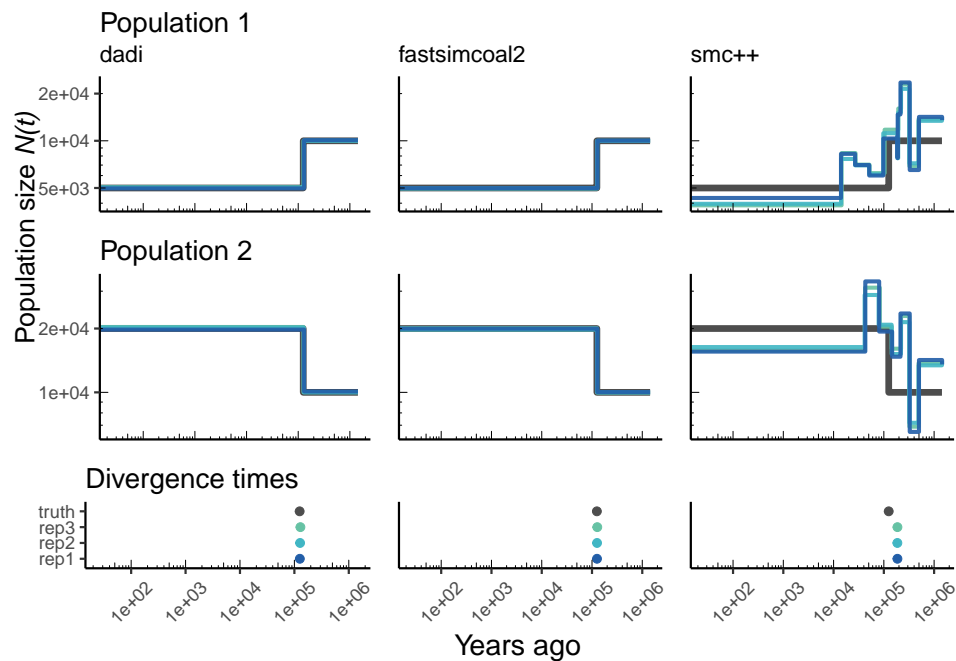 Population 1
dadi
fastsimcoal2
smc++
Population size N(t)
2e+04
1e+04
5e+03
Population 2
2e+04
1e+04
Divergence times
truth
rep3
rep2
rep1
1e+02
1e+03
1e+04
1e+05
1e+06
1e+02
1e+03
1e+04
1e+05
1e+06
1e+02
1e+03
1e+04
1e+05
1e+06
Years ago